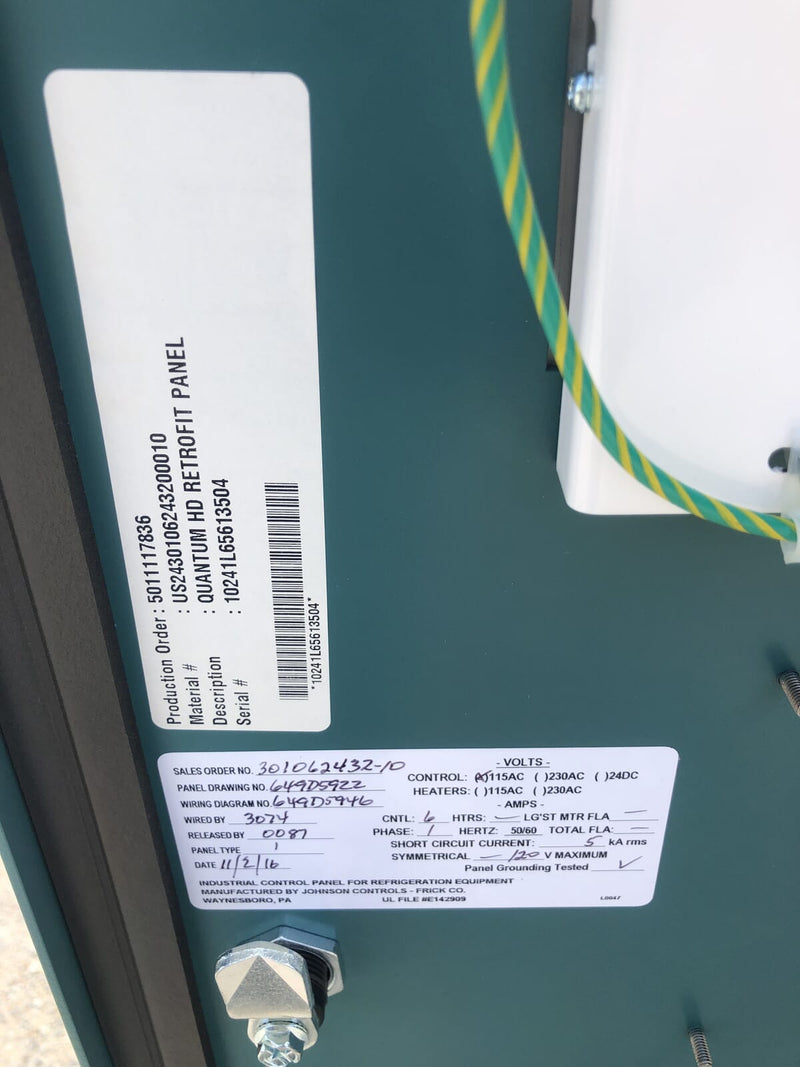 Production Order : 5011117836
Material # : US2430106243200010
Description : QUANTUM HD RETROFIT PANEL
Serial # : 10241L65613504
*10241L65613504*
SALES ORDER NO. 301062432-10
PANEL DRAWING NO. 649D5922
WIRING DIAGRAM NO. 649D5946
WIRED BY 3074
RELEASED BY 0087
PANEL TYPE 1
DATE 11/2/16
- VOLTS -
CONTROL: (X)115AC ( )230AC ( )24DC
HEATERS: ( )115AC ( )230AC
- AMPS -
CNTL: 6 HTRS: — LG'ST MTR FLA —
PHASE: 1 HERTZ: 50/60 TOTAL FLA: —
SHORT CIRCUIT CURRENT: 5 kA rms
SYMMETRICAL — 120 V MAXIMUM
Panel Grounding Tested ✓
INDUSTRIAL CONTROL PANEL FOR REFRIGERATION EQUIPMENT
MANUFACTURED BY JOHNSON CONTROLS - FRICK CO.
WAYNESBORO, PA UL FILE #E142909 L0047